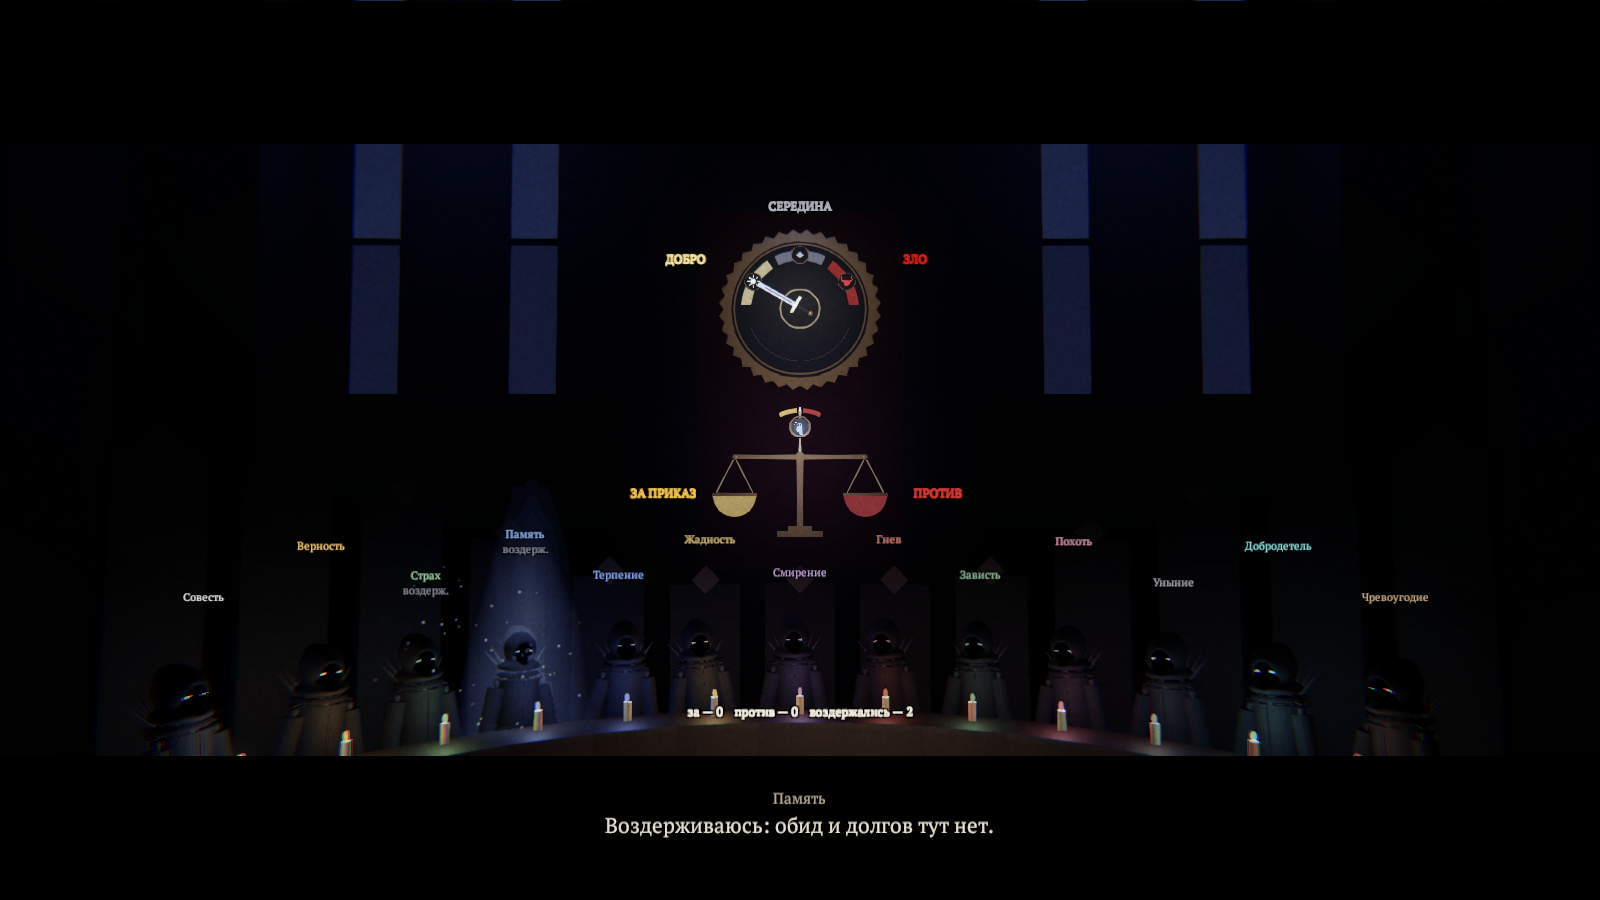 СЕРЕДИНА
ДОБРО
ЗЛО
ЗА ПРИКАЗ
ПРОТИВ
Память
воздерж.
Жадность
Гнев
Похоть
Верность
Добродетель
Страх
воздерж.
Терпение
Смирение
Зависть
Уныние
Совесть
Чревоугодие
за — 0 против — 0 воздержались — 2
Память
Воздерживаюсь: обид и долгов тут нет.